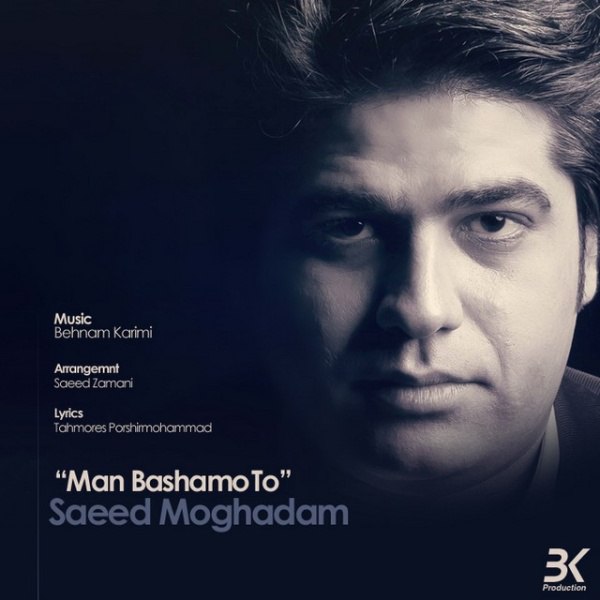 Music
Behnam Karimi
Arrangemnt
Saeed Zamani
Lyrics
Tahmores Porshirmohammad
“Man Bashamo To”
Saeed Moghadam
BK
Production